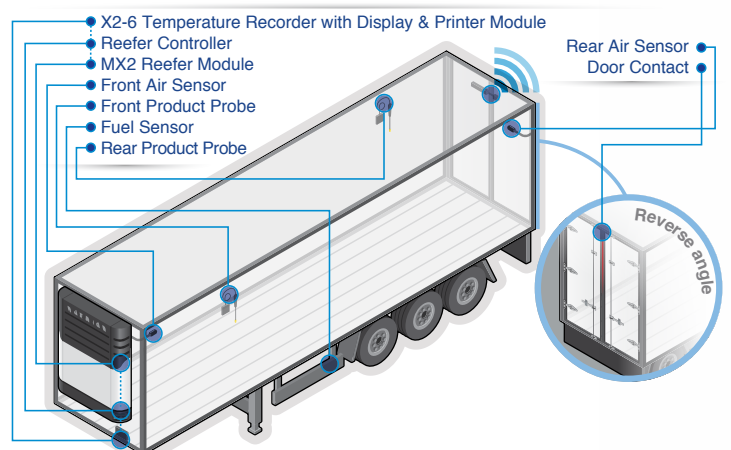 X2-6 Temperature Recorder with Display & Printer Module
Reefer Controller
MX2 Reefer Module
Front Air Sensor
Front Product Probe
Fuel Sensor
Rear Product Probe
Rear Air Sensor
Door Contact
Reverse angle